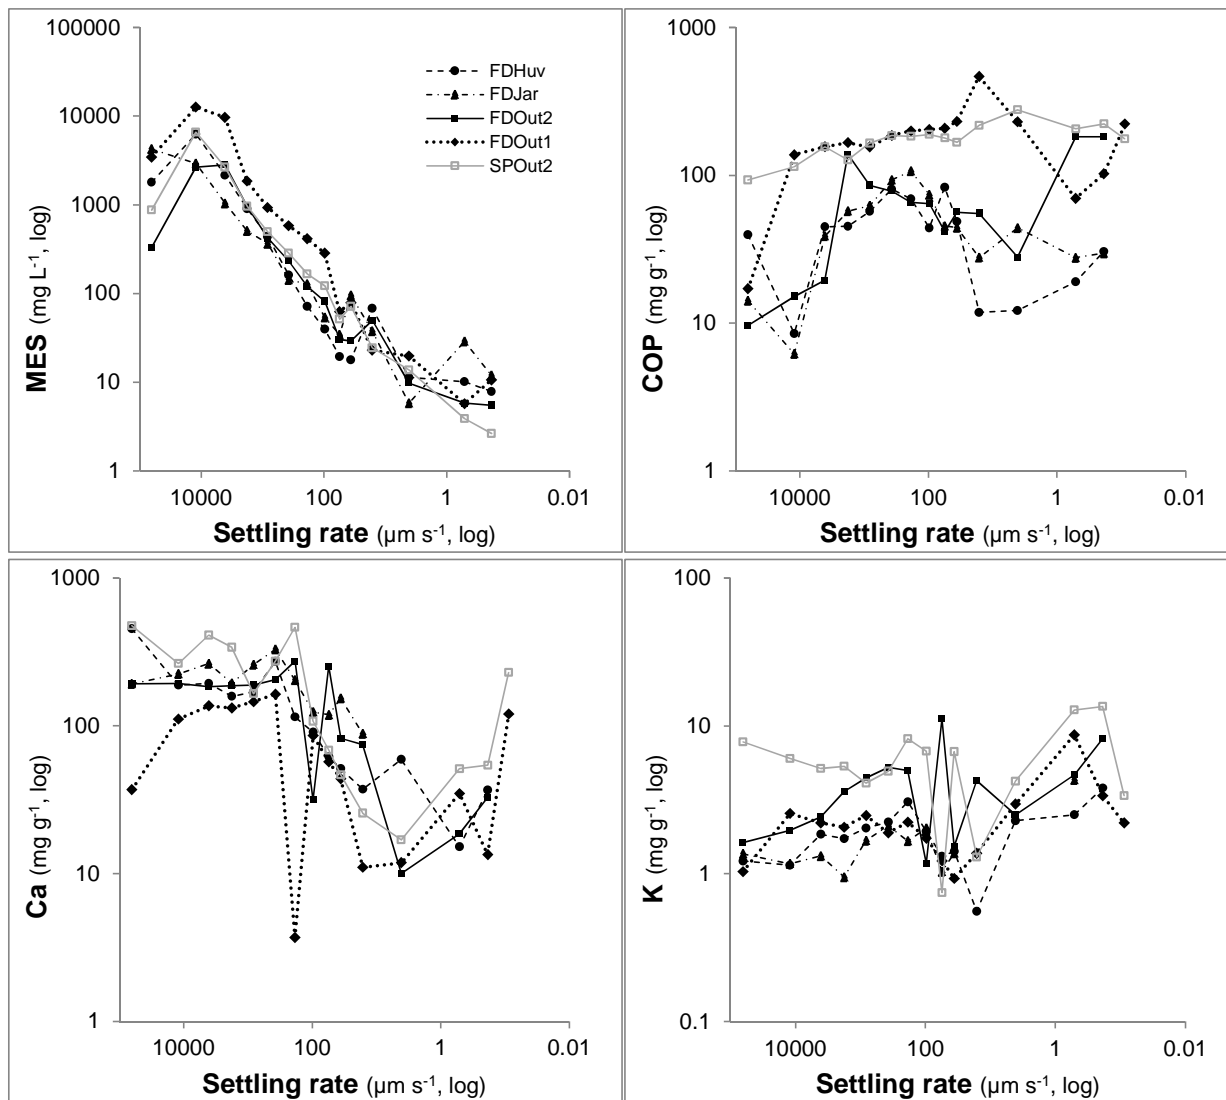 100000
10000
1000
100
10
1
MES (mg L⁻¹, log)
10000 100 1 0.01
Settling rate (µm s⁻¹, log)
FDHuv
FDJar
FDOut2
FDOut1
SPOut2
1000
100
10
1
COP (mg g⁻¹, log)
10000 100 1 0.01
Settling rate (µm s⁻¹, log)
1000
100
10
1
Ca (mg g⁻¹, log)
10000 100 1 0.01
Settling rate (µm s⁻¹, log)
100
10
1
0.1
K (mg g⁻¹, log)
10000 100 1 0.01
Settling rate (µm s⁻¹, log)